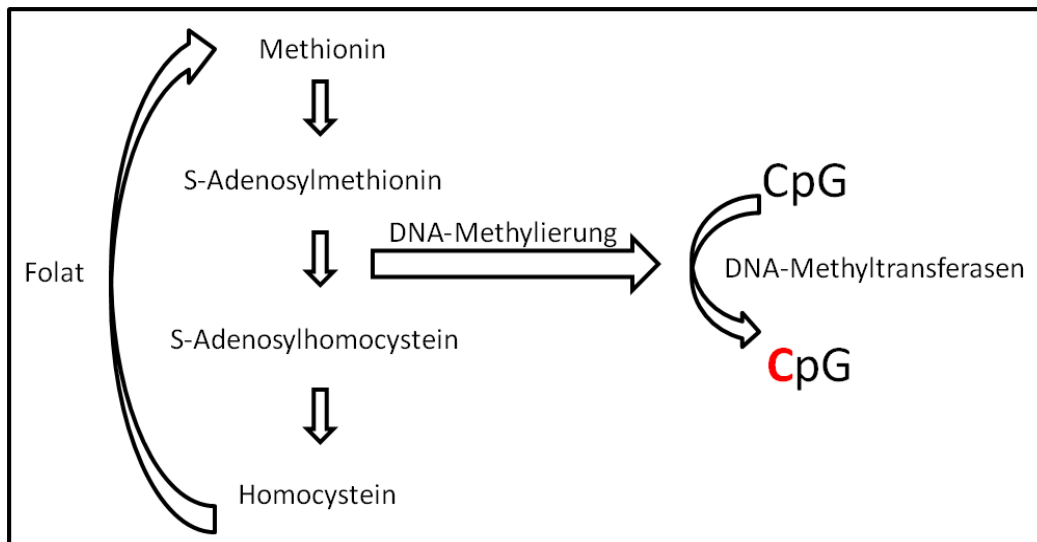 Methionin
S-Adenosylmethionin
CpG
DNA-Methylierung
Folat
DNA-Methyltransferasen
S-Adenosylhomocystein
CpG
Homocystein